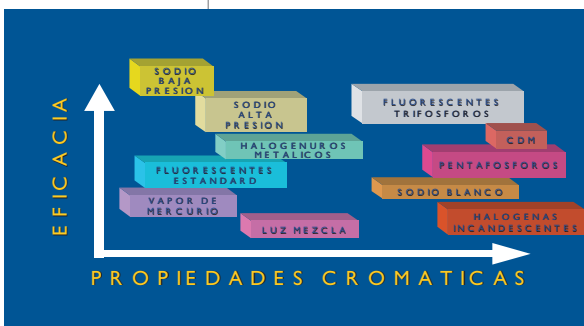 SODIO
BAJA
PRESION
SODIO
ALTA
PRESION
FLUORESCENTES
TRIFOSFOROS
HALOGENUROS
METALICOS
CDM
FLUORESCENTES
ESTANDARD
PENTAFOSFOROS
VAPOR DE
MERCURIO
SODIO BLANCO
LUZ MEZCLA
HALOGENAS
INCANDESCENTES
EFICACIA
PROPIEDADES CROMATICAS